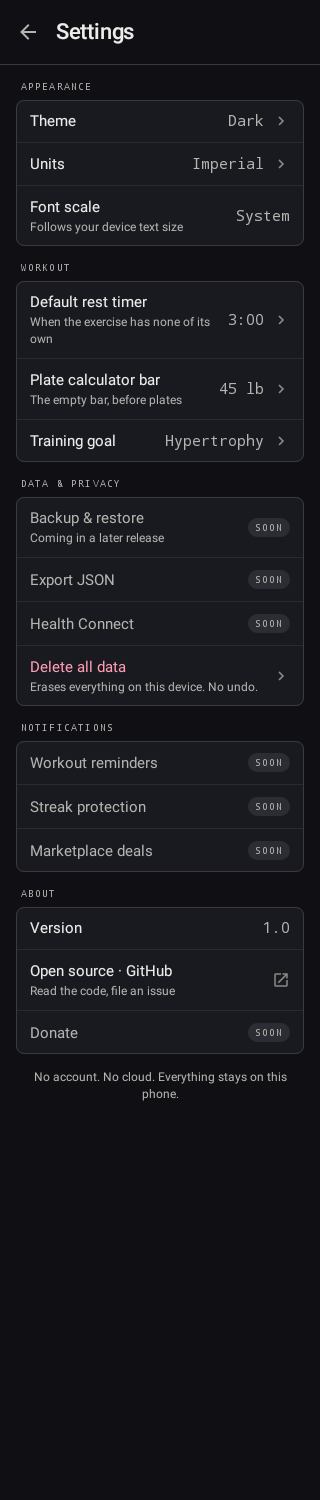 Settings
APPEARANCE
Theme
Dark
Units
Imperial
Font scale
Follows your device text size
System
WORKOUT
Default rest timer
When the exercise has none of its
own
3:00
Plate calculator bar
The empty bar, before plates
45 lb
Training goal
Hypertrophy
DATA & PRIVACY
Backup & restore
Coming in a later release
SOON
Export JSON
SOON
Health Connect
SOON
Delete all data
Erases everything on this device. No undo.
NOTIFICATIONS
Workout reminders
SOON
Streak protection
SOON
Marketplace deals
SOON
ABOUT
Version
1.0
Open source · GitHub
Read the code, file an issue
Donate
SOON
No account. No cloud. Everything stays on this
phone.